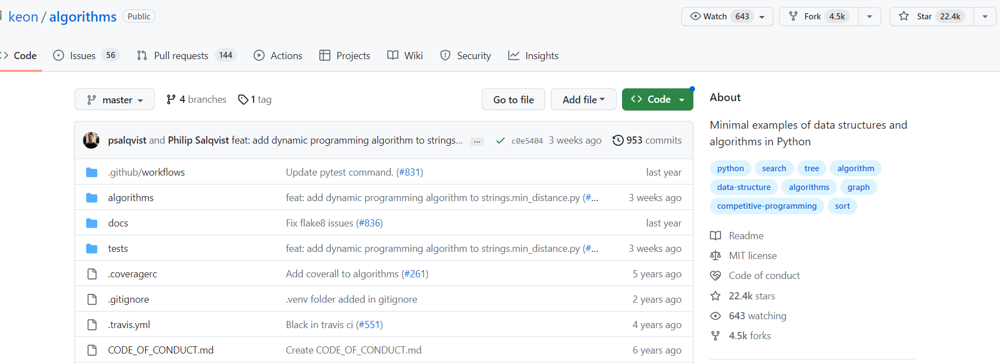 keon / algorithms Public Watch 643 Fork 4.5k Star 22.4k
Code Issues 56 Pull requests 144 Actions Projects Wiki Security Insights
master 4 branches 1 tag Go to file Add file Code
psalqvist and Philip Salqvist feat: add dynamic programming algorithm to strings... ... c0e5404 3 weeks ago 953 commits
.github/workflows Update pytest command. (#831) last year
algorithms feat: add dynamic programming algorithm to strings.min_distance.py (#... 3 weeks ago
docs Fix flake8 issues (#836) last year
tests feat: add dynamic programming algorithm to strings.min_distance.py (#... 3 weeks ago
.coveragerc Add coverall to algorithms (#261) 5 years ago
.gitignore .venv folder added in gitignore 2 years ago
.travis.yml Black in travis ci (#551) 4 years ago
CODE_OF_CONDUCT.md Create CODE_OF_CONDUCT.md 6 years ago
About
Minimal examples of data structures and
algorithms in Python
python search tree algorithm
data-structure algorithms graph
competitive-programming sort
Readme
MIT license
Code of conduct
22.4k stars
643 watching
4.5k forks